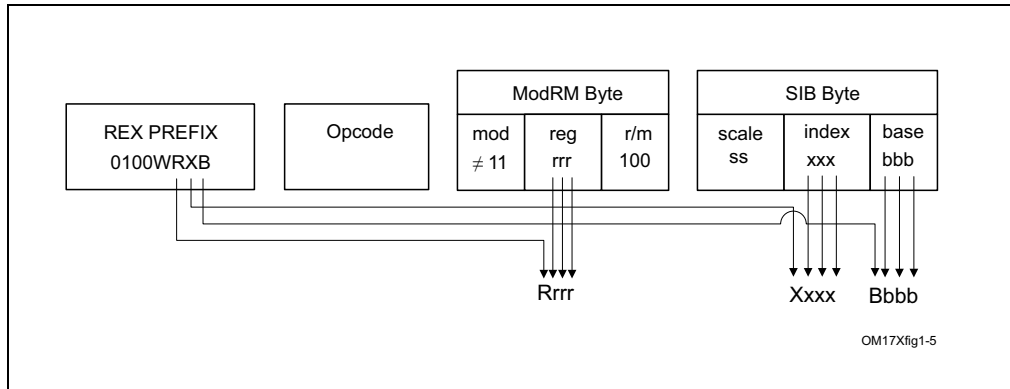 ModRM Byte
SIB Byte
REX PREFIX
0100WRXB
Opcode
mod
≠ 11
reg
rrr
r/m
100
scale
ss
index
xxx
base
bbb
Rrrr
Xxxx
Bbbb
OM17Xfig1-5